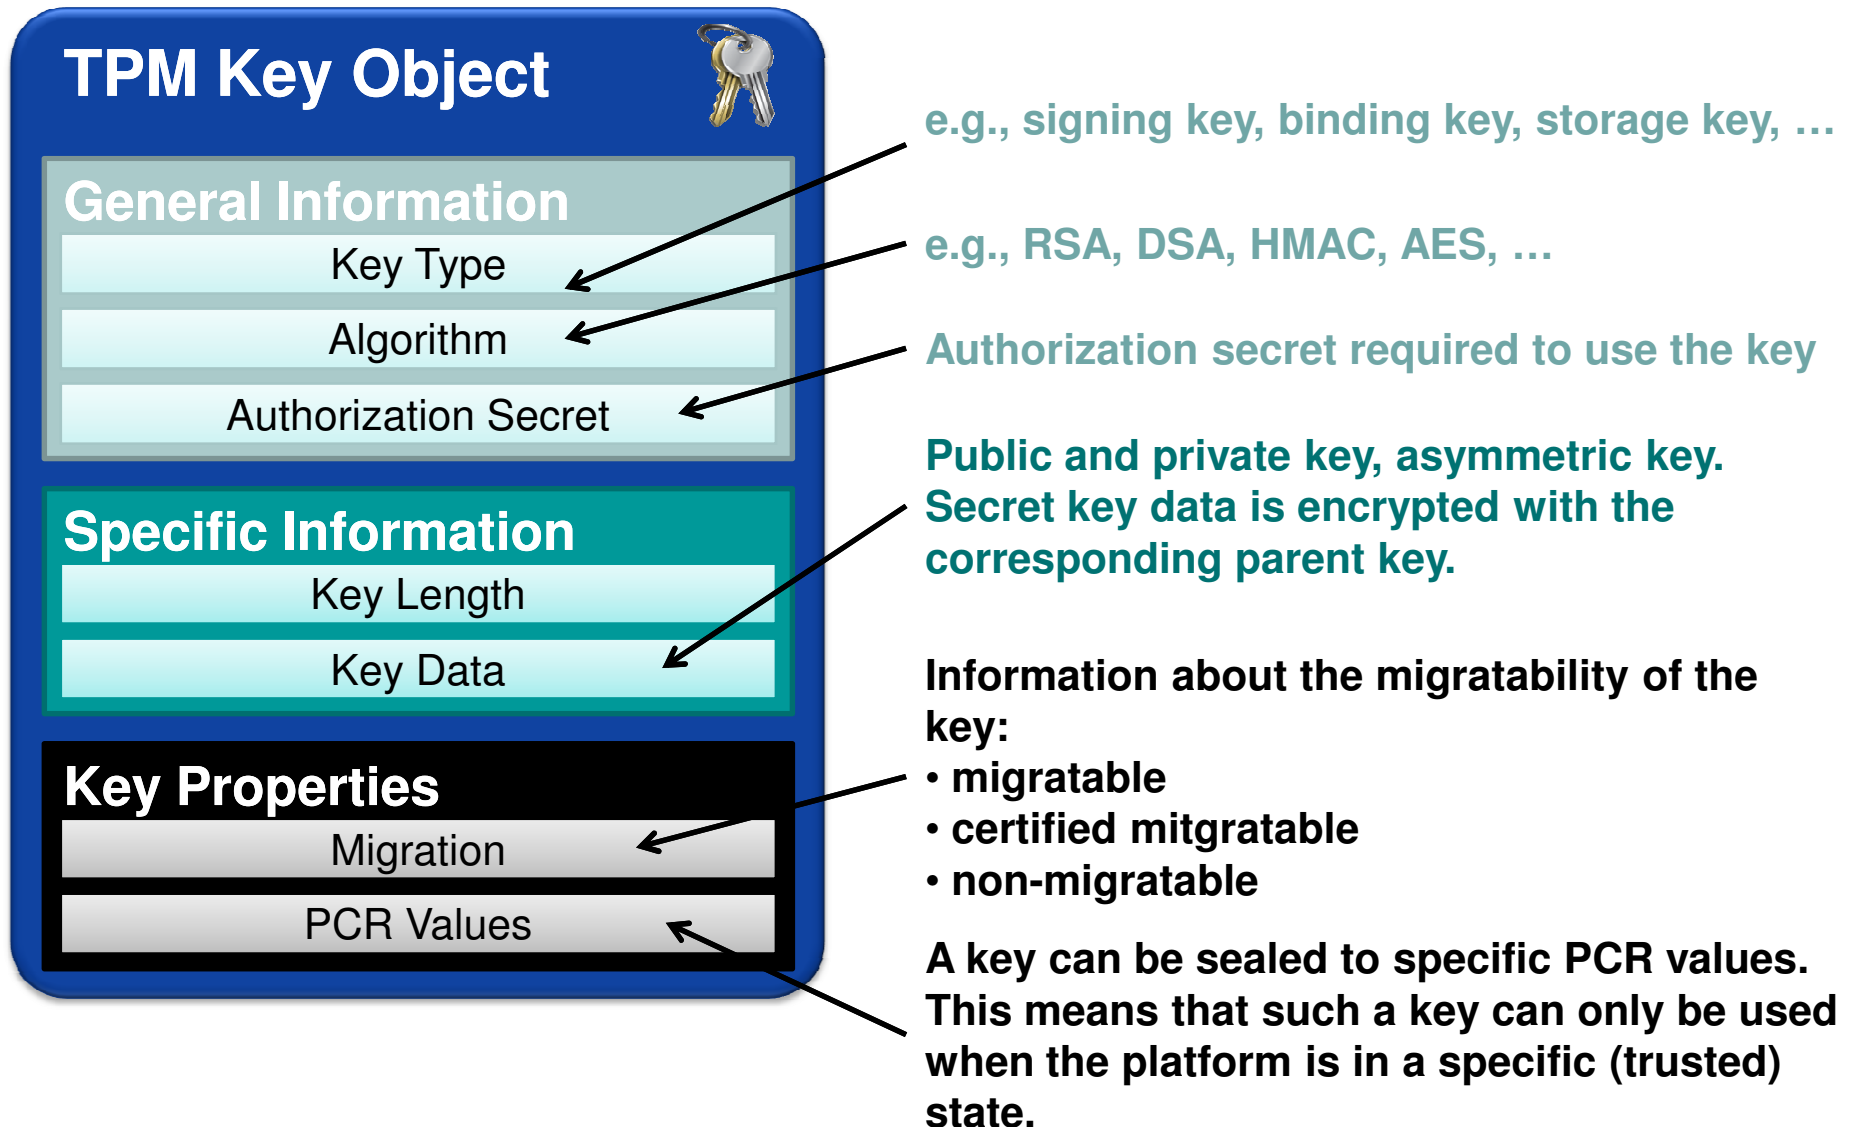 TPM Key Object
General Information
Key Type
Algorithm
Authorization Secret
Specific Information
Key Length
Key Data
Key Properties
Migration
PCR Values
e.g., signing key, binding key, storage key, …
e.g., RSA, DSA, HMAC, AES, …
Authorization secret required to use the key
Public and private key, asymmetric key.
Secret key data is encrypted with the
corresponding parent key.
Information about the migratability of the
key:
• migratable
• certified mitgratable
• non-migratable
A key can be sealed to specific PCR values.
This means that such a key can only be used
when the platform is in a specific (trusted)
state.